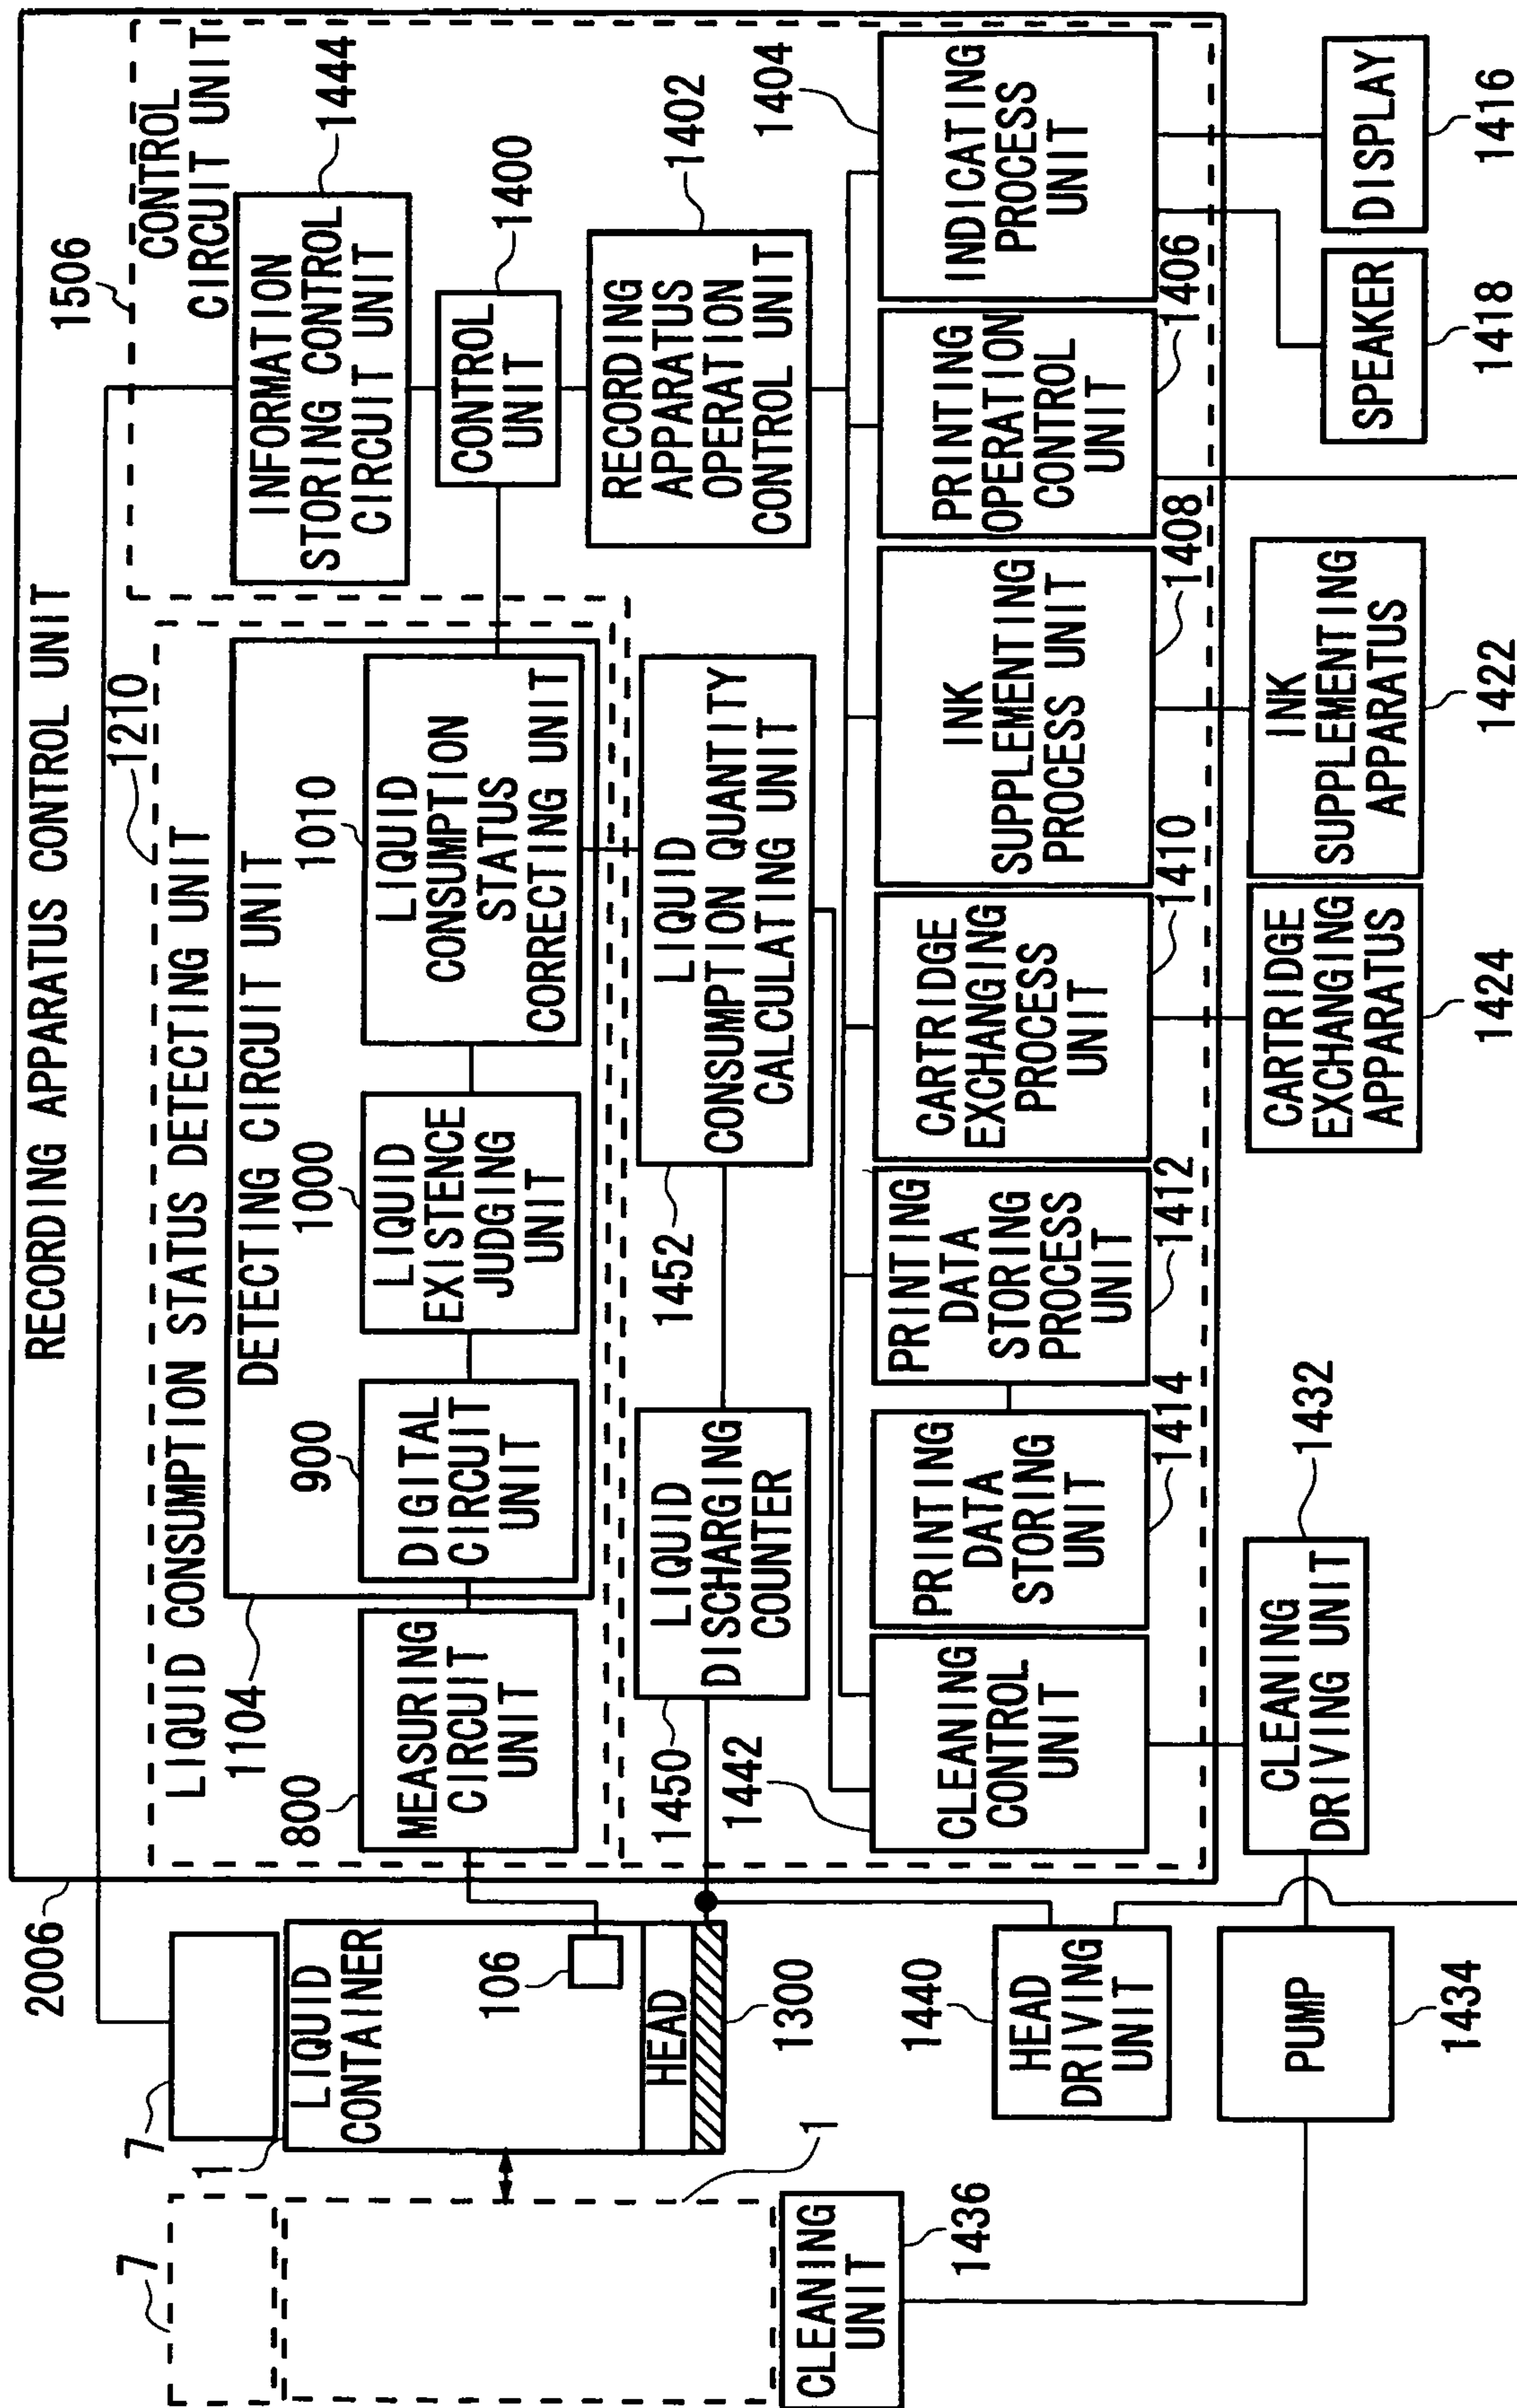 RECORDING APPARATUS CONTROL UNIT
2006
1210
1506
LIQUID CONSUMPTION STATUS DETECTING UNIT
CONTROL
CIRCUIT UNIT
1104
DETECTING CIRCUIT UNIT
800
MEASURING
CIRCUIT
UNIT
900
DIGITAL
CIRCUIT
UNIT
1000
LIQUID
EXISTENCE
JUDGING
UNIT
1010
LIQUID
CONSUMPTION
STATUS
CORRECTING UNIT
INFORMATION
STORING CONTROL
CIRCUIT UNIT
1444
CONTROL
UNIT
1400
RECORDING
APPARATUS
OPERATION
CONTROL UNIT
1402
7
7
1
LIQUID
CONTAINER
106
HEAD
1300
1
1450
LIQUID
DISCHARGING
COUNTER
1452
LIQUID
CONSUMPTION QUANTITY
CALCULATING UNIT
1442
CLEANING
CONTROL
UNIT
PRINTING
DATA
STORING
UNIT
1414
PRINTING
DATA
STORING
PROCESS
UNIT
1412
CARTRIDGE
EXCHANGING
PROCESS
UNIT
1410
INK
SUPPLEMENTING
PROCESS UNIT
1408
PRINTING
OPERATION
CONTROL
UNIT
1406
INDICATING
PROCESS
UNIT
1404
CLEANING
UNIT
1436
1440
HEAD
DRIVING
UNIT
PUMP
1434
CLEANING
DRIVING UNIT
1432
CARTRIDGE
EXCHANGING
APPARATUS
1424
INK
SUPPLEMENTING
APPARATUS
1422
SPEAKER
1418
DISPLAY
1416